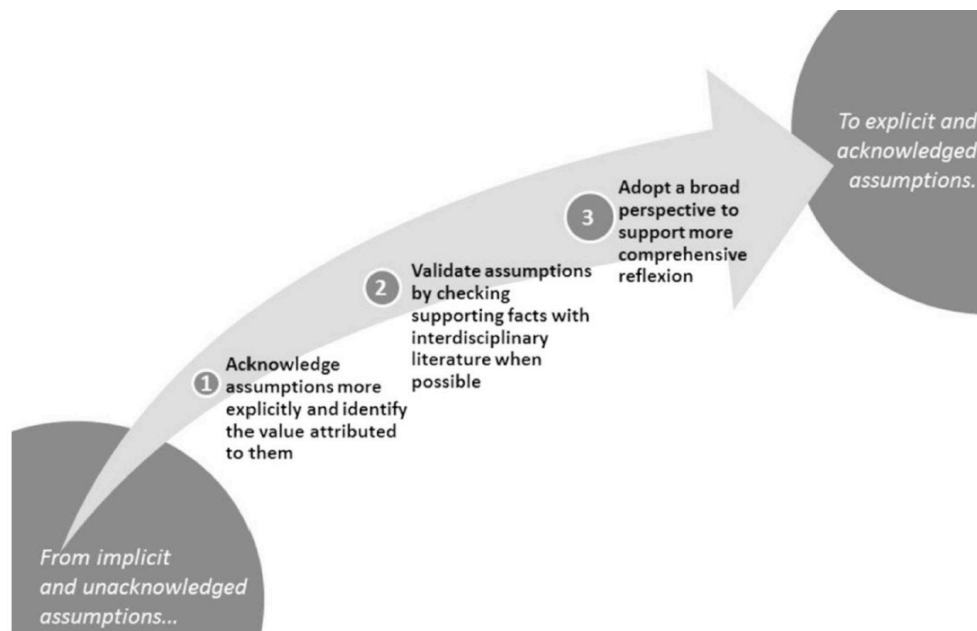 To explicit and
acknowledged
assumptions.
3
Adopt a broad
perspective to
support more
comprehensive
reflexion
2
Validate assumptions
by checking
supporting facts with
interdisciplinary
literature when
possible
1
Acknowledge
assumptions more
explicitly and identify
the value attributed
to them
From implicit
and unacknowledged
assumptions...